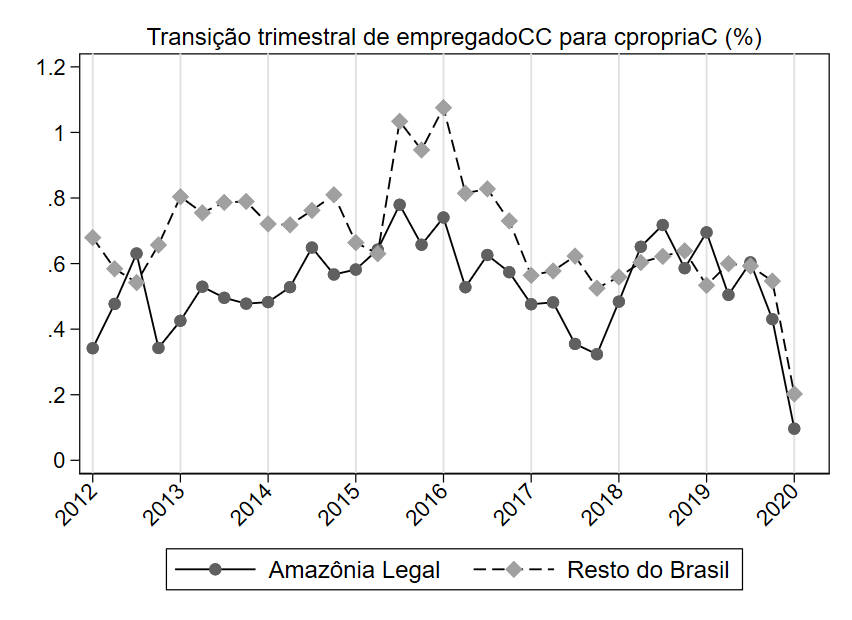 Transição trimestral de empregadoCC para cpropriaC (%)
1.2
1
.8
.6
.4
.2
0
2012 2013 2014 2015 2016 2017 2018 2019 2020
Amazônia Legal Resto do Brasil